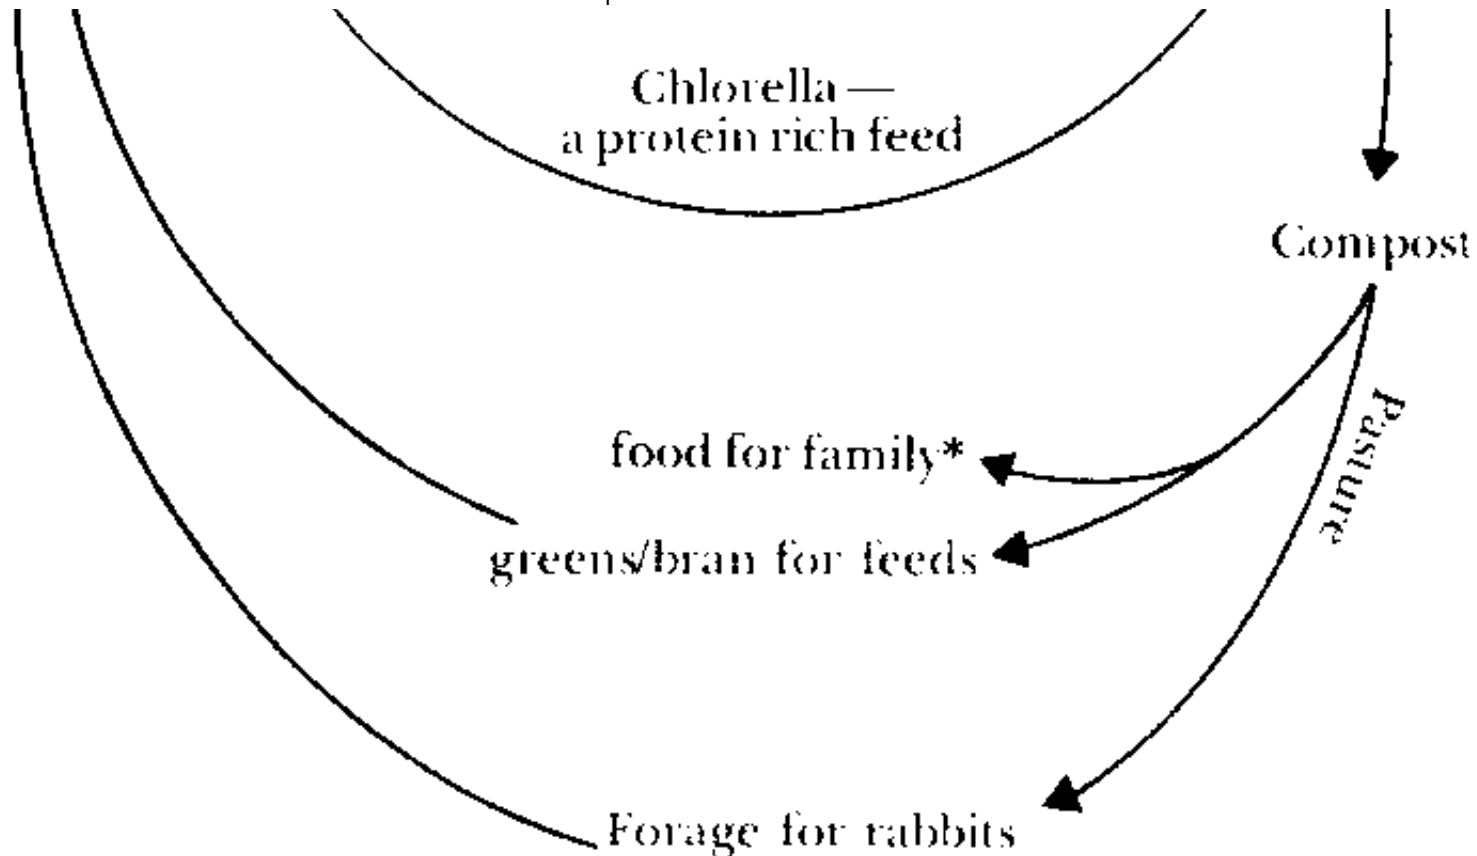 Chlorella —
a protein rich feed
Compost
Pasture
food for family*
greens/bran for feeds
Forage for rabbits